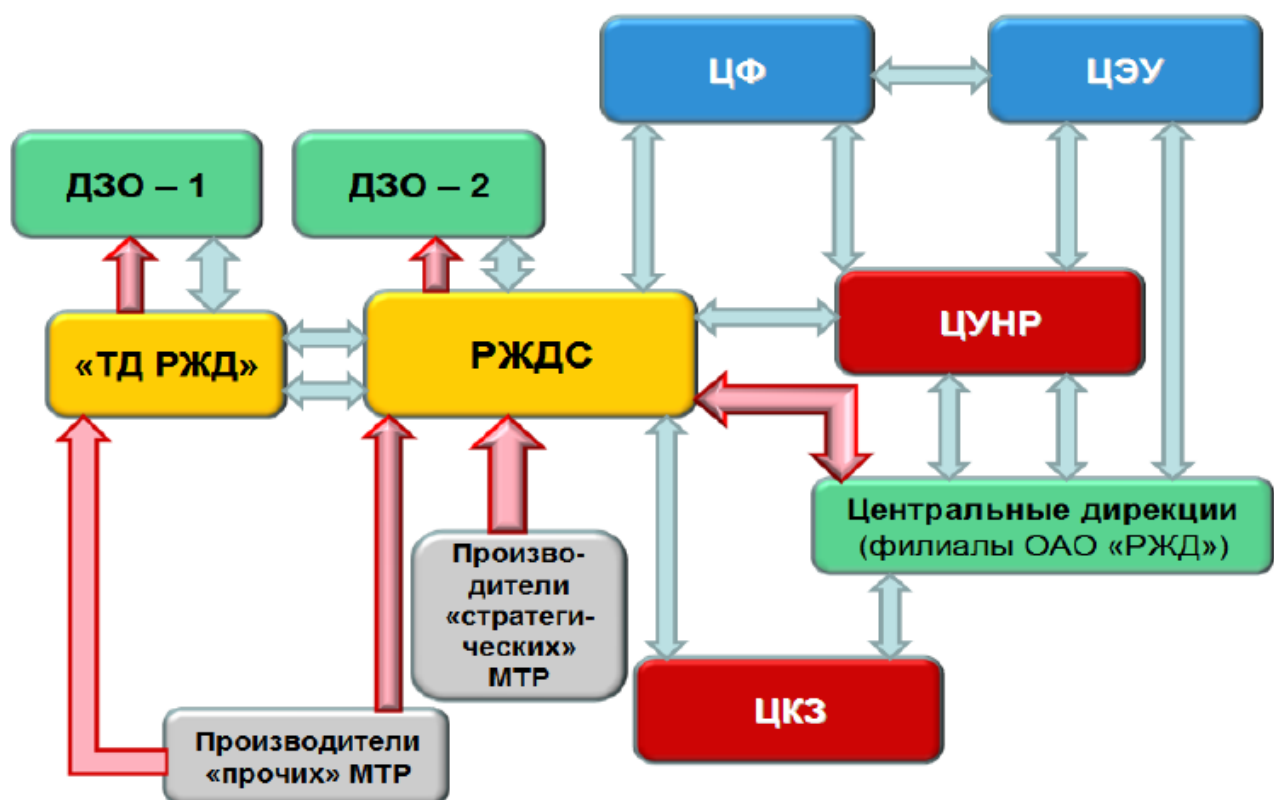 ЦФ
ЦЭУ
ДЗО – 1
ДЗО – 2
ЦУНР
«ТД РЖД»
РЖДС
Центральные дирекции
(филиалы ОАО «РЖД»)
Произво-
дители
«стратеги-
ческих»
МТР
ЦКЗ
Производители
«прочих» МТР